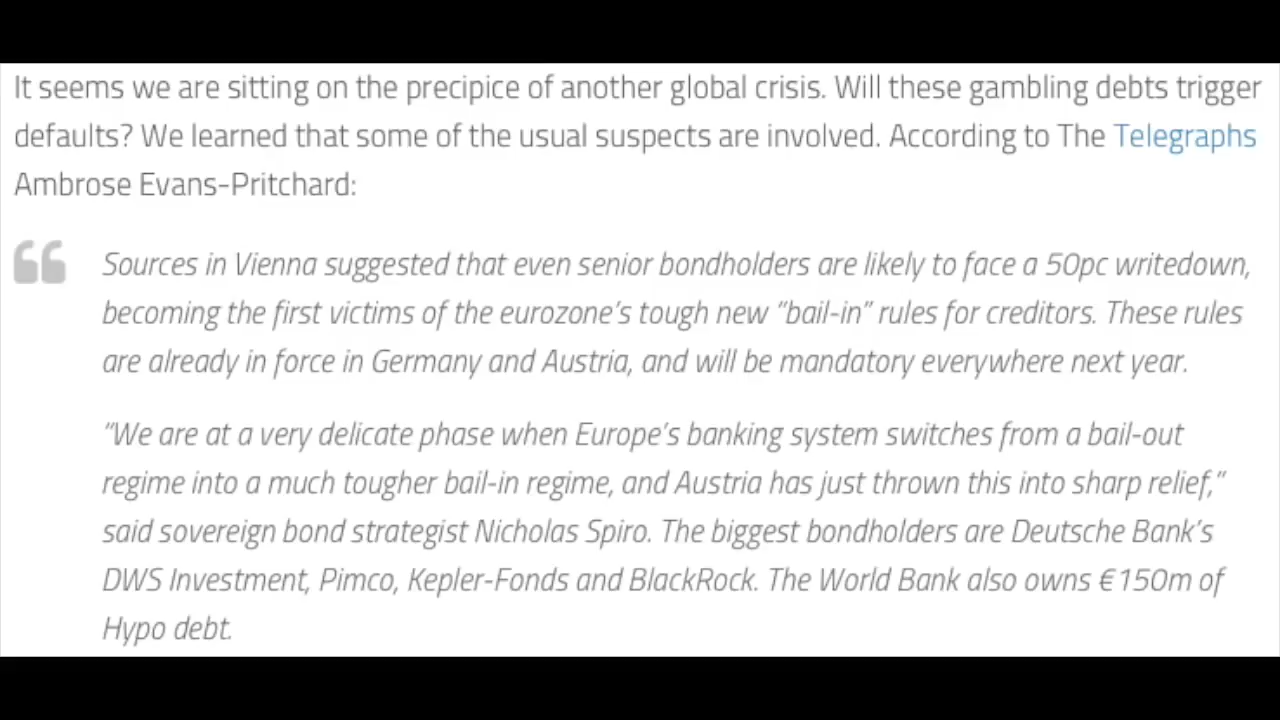 It seems we are sitting on the precipice of another global crisis. Will these gambling debts trigger
defaults? We learned that some of the usual suspects are involved. According to The Telegraphs
Ambrose Evans-Pritchard:
Sources in Vienna suggested that even senior bondholders are likely to face a 50pc writedown,
becoming the first victims of the eurozone’s tough new “bail-in” rules for creditors. These rules
are already in force in Germany and Austria, and will be mandatory everywhere next year.
“We are at a very delicate phase when Europe’s banking system switches from a bail-out
regime into a much tougher bail-in regime, and Austria has just thrown this into sharp relief,”
said sovereign bond strategist Nicholas Spiro. The biggest bondholders are Deutsche Bank’s
DWS Investment, Pimco, Kepler-Fonds and BlackRock. The World Bank also owns €150m of
Hypo debt.